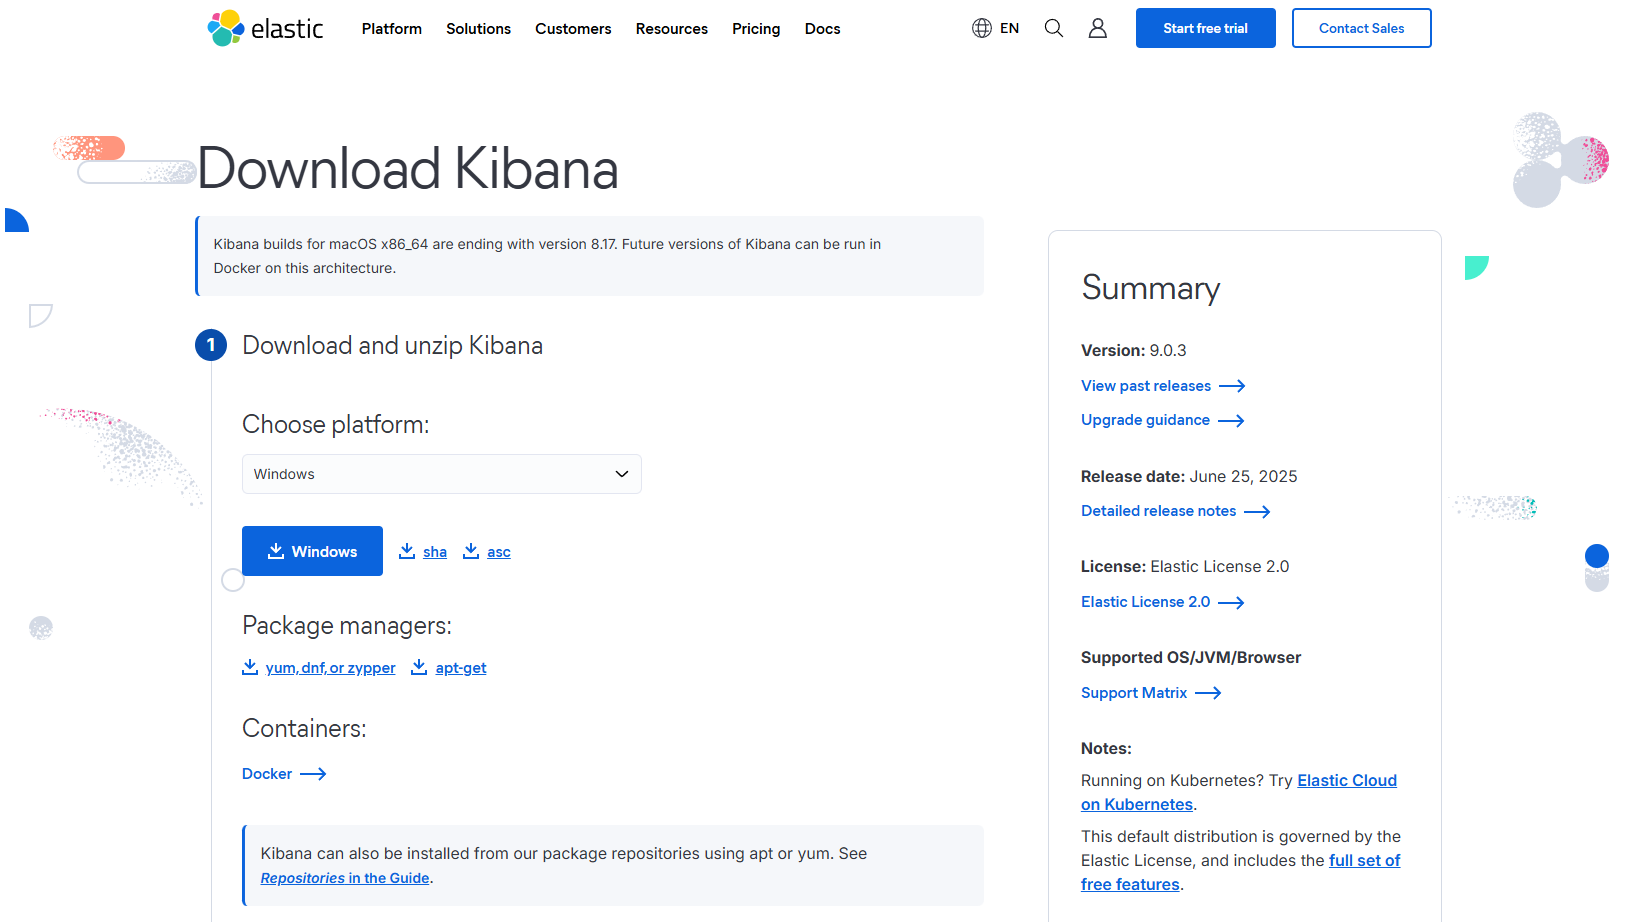 elastic
Platform
Solutions
Customers
Resources
Pricing
Docs
EN
Start free trial
Contact Sales
Download Kibana
Kibana builds for macOS x86_64 are ending with version 8.17. Future versions of Kibana can be run in
Docker on this architecture.
1 Download and unzip Kibana
Choose platform:
Windows
Windows
sha
asc
Package managers:
yum, dnf, or zypper
apt-get
Containers:
Docker
Kibana can also be installed from our package repositories using apt or yum. See
Repositories in the Guide.
Summary
Version: 9.0.3
View past releases
Upgrade guidance
Release date: June 25, 2025
Detailed release notes
License: Elastic License 2.0
Elastic License 2.0
Supported OS/JVM/Browser
Support Matrix
Notes:
Running on Kubernetes? Try Elastic Cloud
on Kubernetes.
This default distribution is governed by the
Elastic License, and includes the full set of
free features.